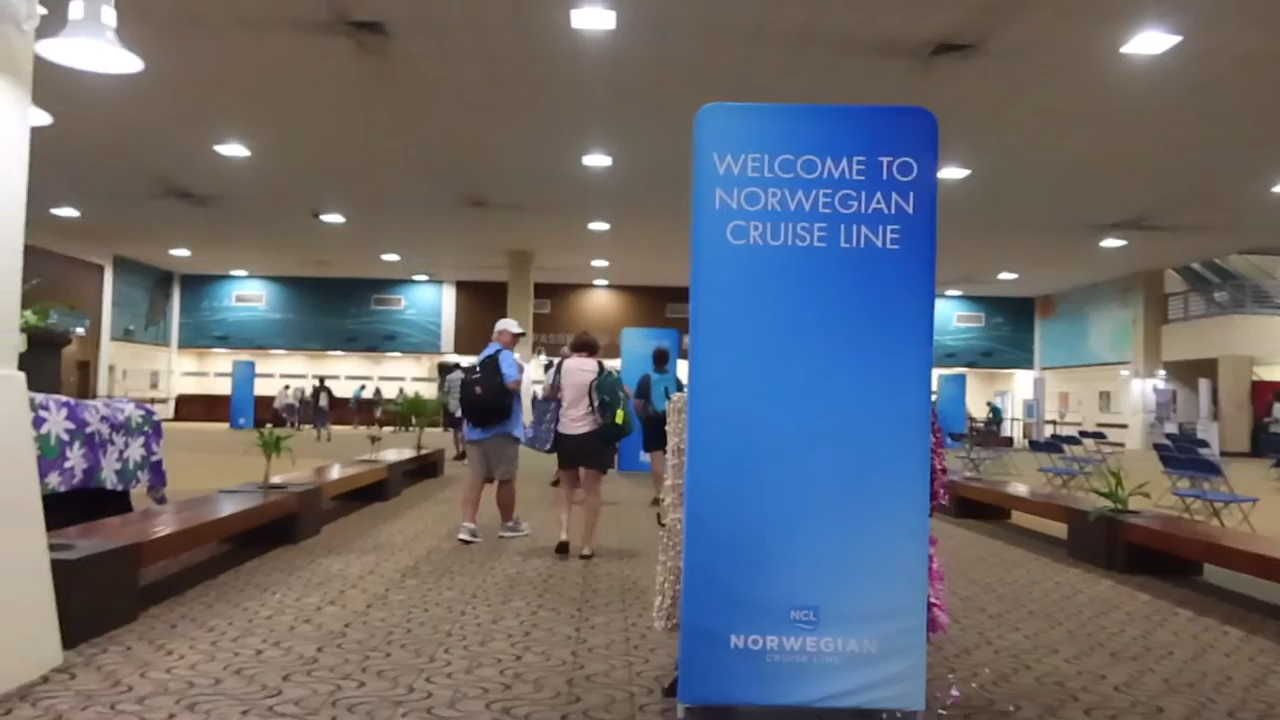 WELCOME TO
NORWEGIAN
CRUISE LINE
NCL
NORWEGIAN
CRUISE LINE